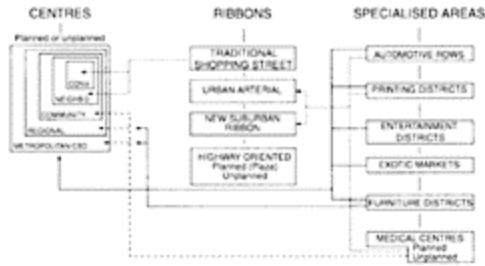 CENTRES
RIBBONS
SPECIALISED AREAS
Planned or unplanned
CONV
NEIGHBD
COMMUNITY
REGIONAL
METROPOLITAN CBD
TRADITIONAL
SHOPPING STREET
URBAN ARTERIAL
NEW SUBURBAN
RIBBON
HIGHWAY ORIENTED
Planned (Plaza)
Unplanned
AUTOMOTIVE ROWS
PRINTING DISTRICTS
ENTERTAINMENT
DISTRICTS
EXOTIC MARKETS
FURNITURE DISTRICTS
MEDICAL CENTRES
Planned
Unplanned